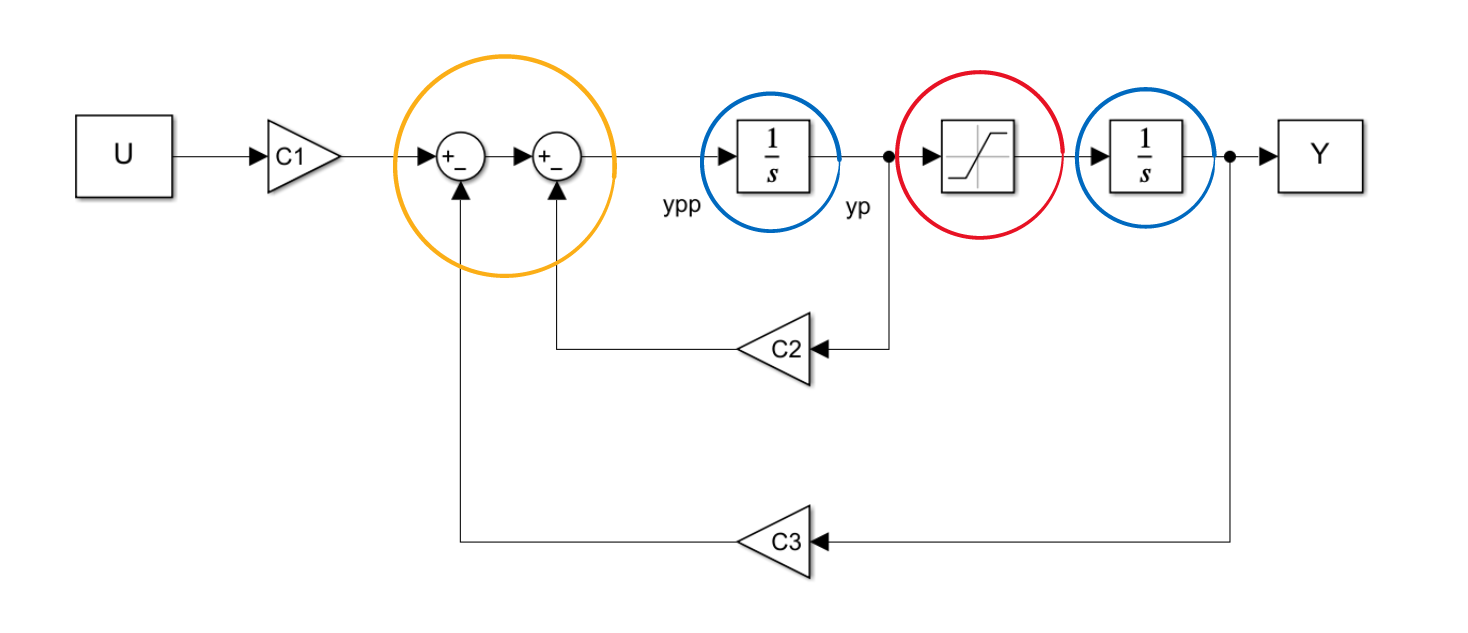 U
C1
+
−
+
−
1
s
1
s
Y
ypp
yp
C2
C3